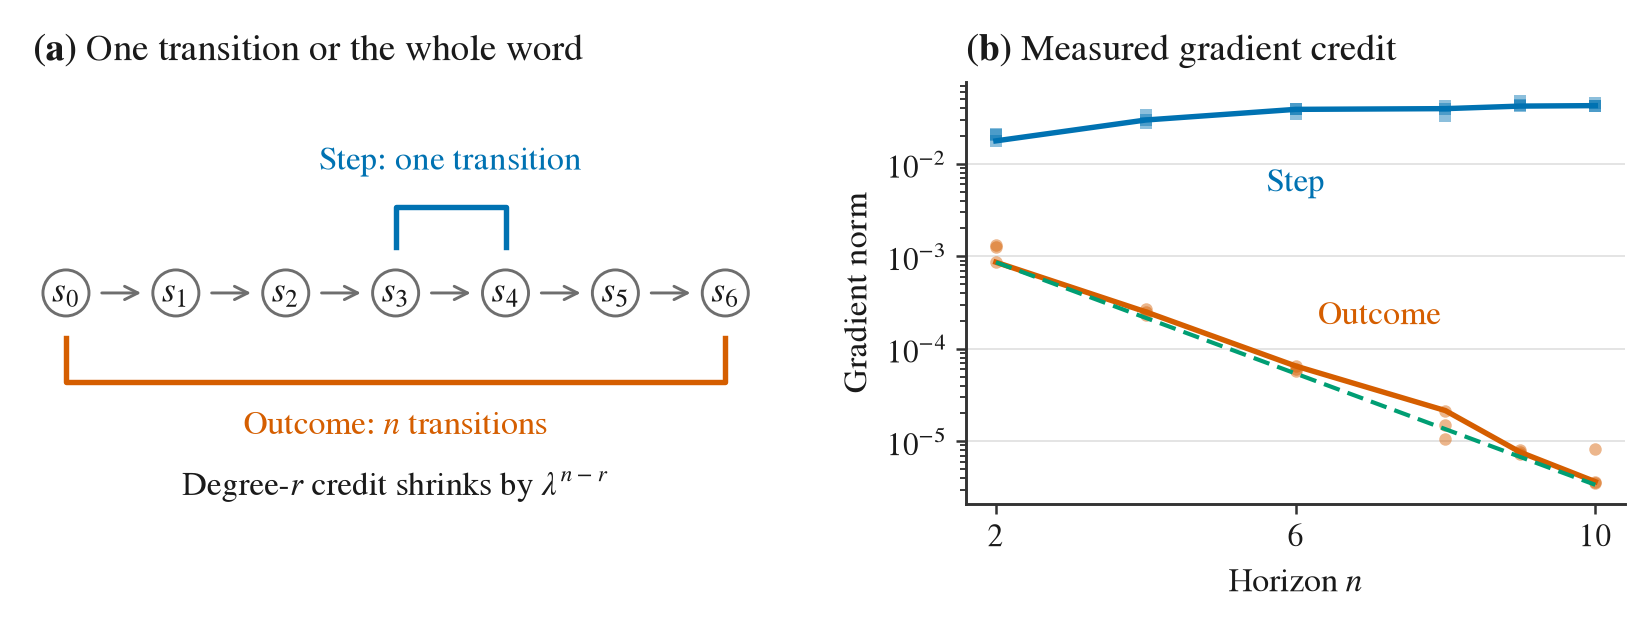 (a) One transition or the whole word
Step: one transition
s₀ s₁ s₂ s₃ s₄ s₅ s₆
Outcome: n transitions
Degree-r credit shrinks by λⁿ⁻ʳ
(b) Measured gradient credit
Gradient norm
10⁻²
10⁻³
10⁻⁴
10⁻⁵
Step
Outcome
2 6 10
Horizon n